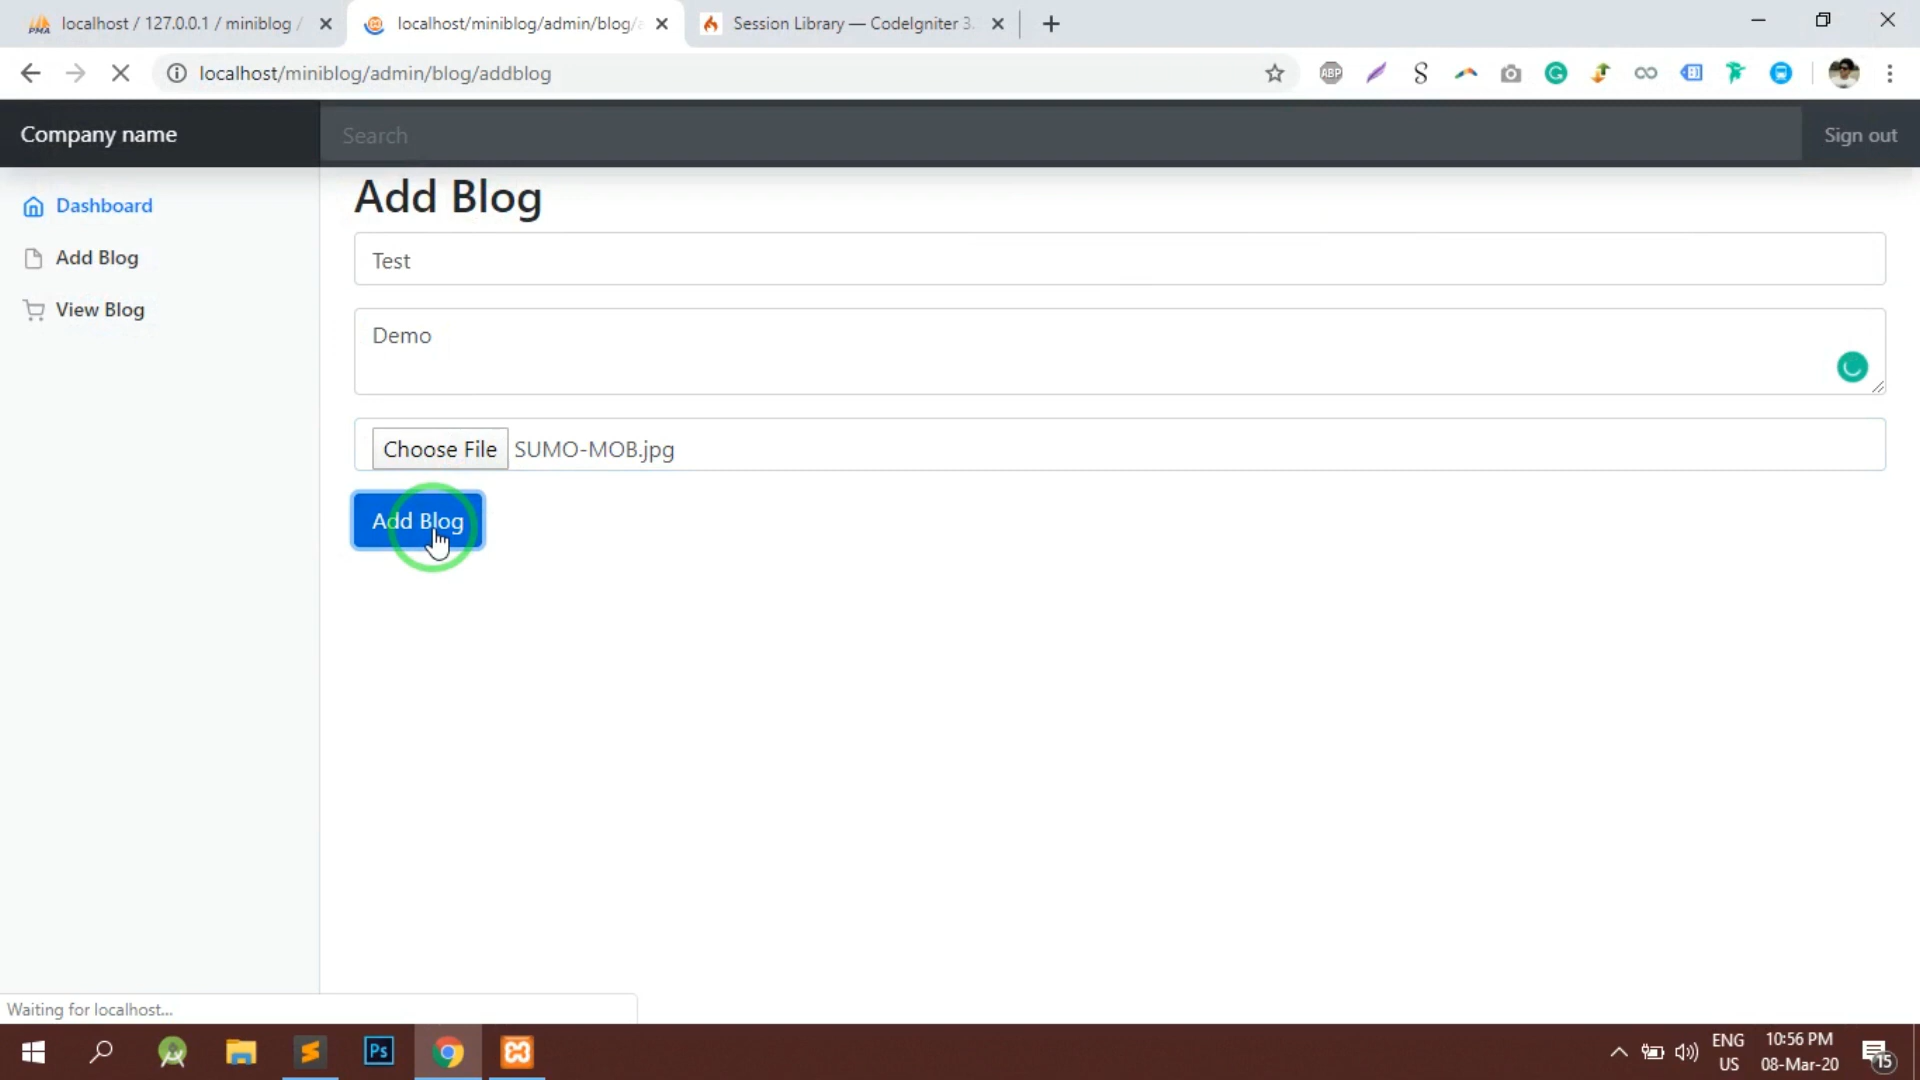 localhost / 127.0.0.1 / miniblog /
localhost/miniblog/admin/blog/a
Session Library — CodeIgniter 3.
localhost/miniblog/admin/blog/addblog
ABP
S
G
Company name
Search
Sign out
Dashboard
Add Blog
View Blog
Add Blog
Test
Demo
Choose File SUMO-MOB.jpg
Add Blog
Waiting for localhost...
Ps
ENG
US
10:56 PM
08-Mar-20
15